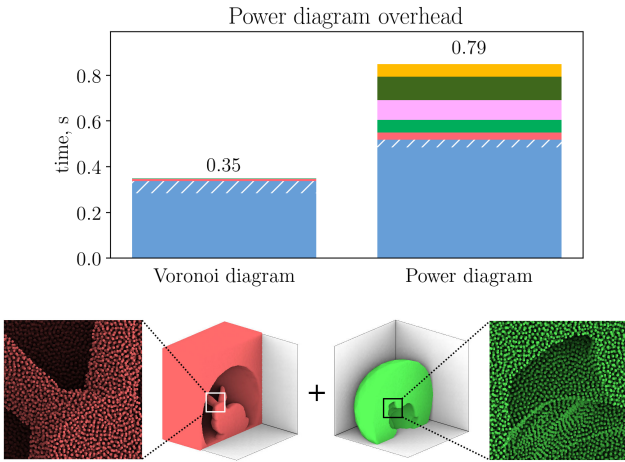 Power diagram overhead
0.79
0.8
0.6
time, s
0.4
0.35
0.2
0.0
Voronoi diagram
Power diagram
+